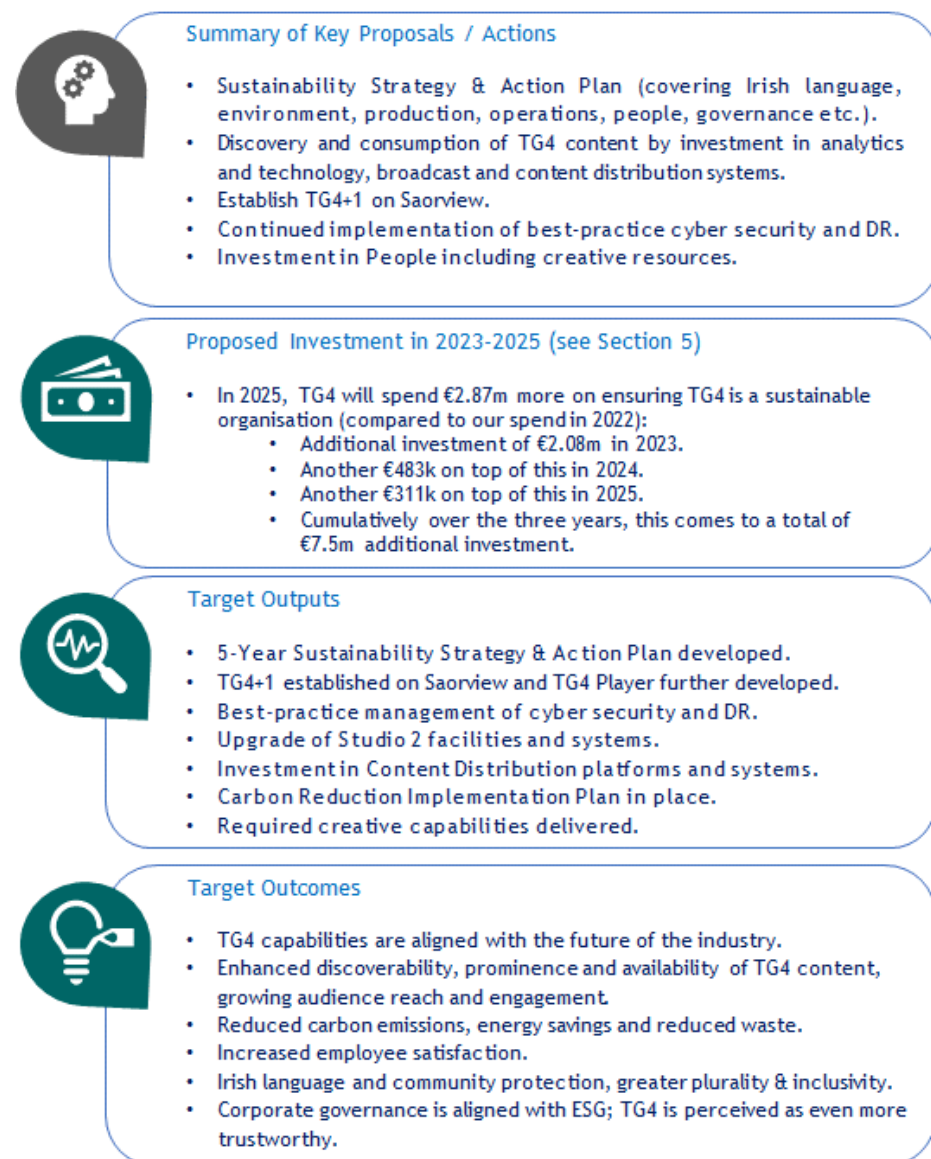 Summary of Key Proposals / Actions
• Sustainability Strategy & Action Plan (covering Irish language,
environment, production, operations, people, governance etc.).
• Discovery and consumption of TG4 content by investment in analytics
and technology, broadcast and content distribution systems.
• Establish TG4+1 on Saorview.
• Continued implementation of best-practice cyber security and DR.
• Investment in People including creative resources.
Proposed Investment in 2023-2025 (see Section 5)
• In 2025, TG4 will spend €2.87m more on ensuring TG4 is a sustainable
organisation (compared to our spend in 2022):
• Additional investment of €2.08m in 2023.
• Another €483k on top of this in 2024.
• Another €311k on top of this in 2025.
• Cumulatively over the three years, this comes to a total of
€7.5m additional investment.
Target Outputs
• 5-Year Sustainability Strategy & Action Plan developed.
• TG4+1 established on Saorview and TG4 Player further developed.
• Best-practice management of cyber security and DR.
• Upgrade of Studio 2 facilities and systems.
• Investment in Content Distribution platforms and systems.
• Carbon Reduction Implementation Plan in place.
• Required creative capabilities delivered.
Target Outcomes
• TG4 capabilities are aligned with the future of the industry.
• Enhanced discoverability, prominence and availability of TG4 content,
growing audience reach and engagement.
• Reduced carbon emissions, energy savings and reduced waste.
• Increased employee satisfaction.
• Irish language and community protection, greater plurality & inclusivity.
• Corporate governance is aligned with ESG; TG4 is perceived as even more
trustworthy.